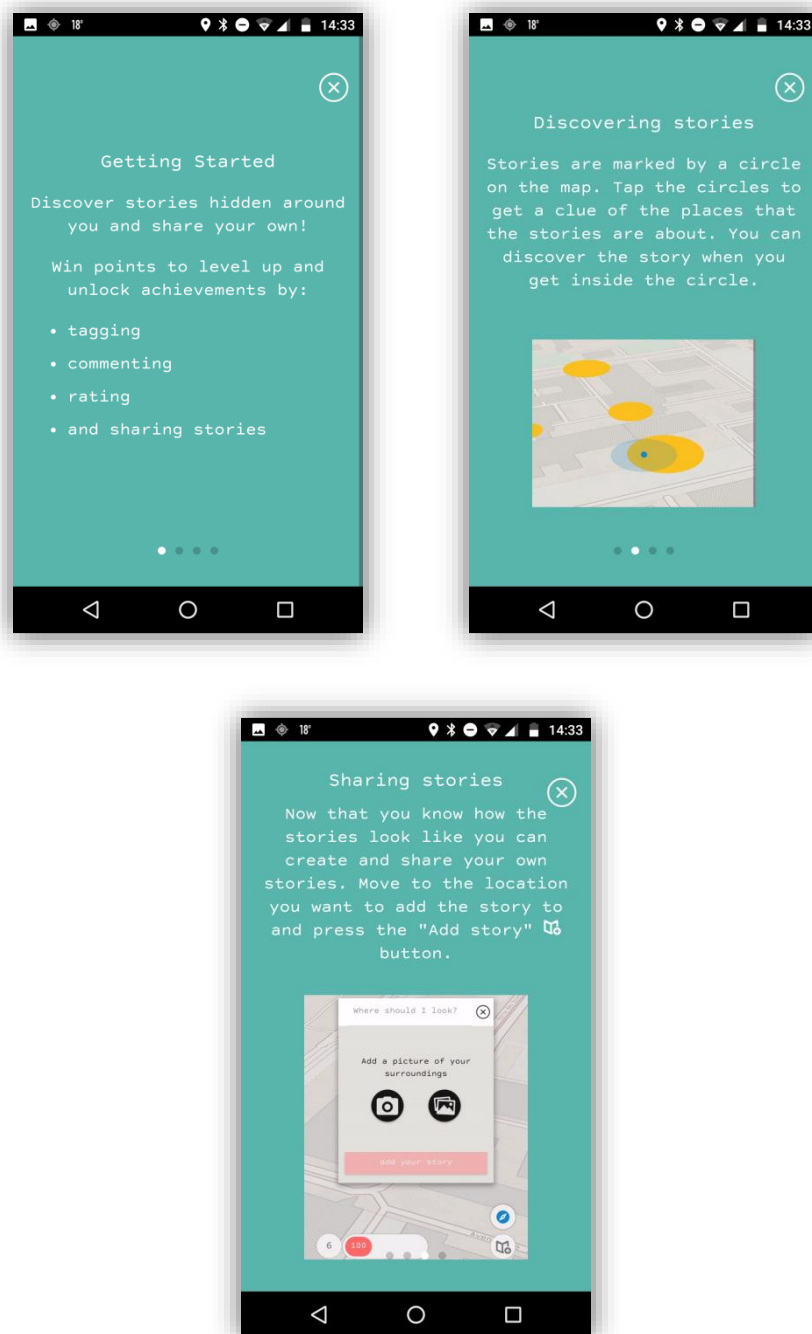 18°
14:33
Getting Started
Discover stories hidden around
you and share your own!
Win points to level up and
unlock achievements by:
• tagging
• commenting
• rating
• and sharing stories
18°
14:33
Discovering stories
Stories are marked by a circle
on the map. Tap the circles to
get a clue of the places that
the stories are about. You can
discover the story when you
get inside the circle.
18°
14:33
Sharing stories
Now that you know how the
stories look like you can
create and share your own
stories. Move to the location
you want to add the story to
and press the "Add story"
button.
Where should I look?
Add a picture of your
surroundings
add your story
6
100